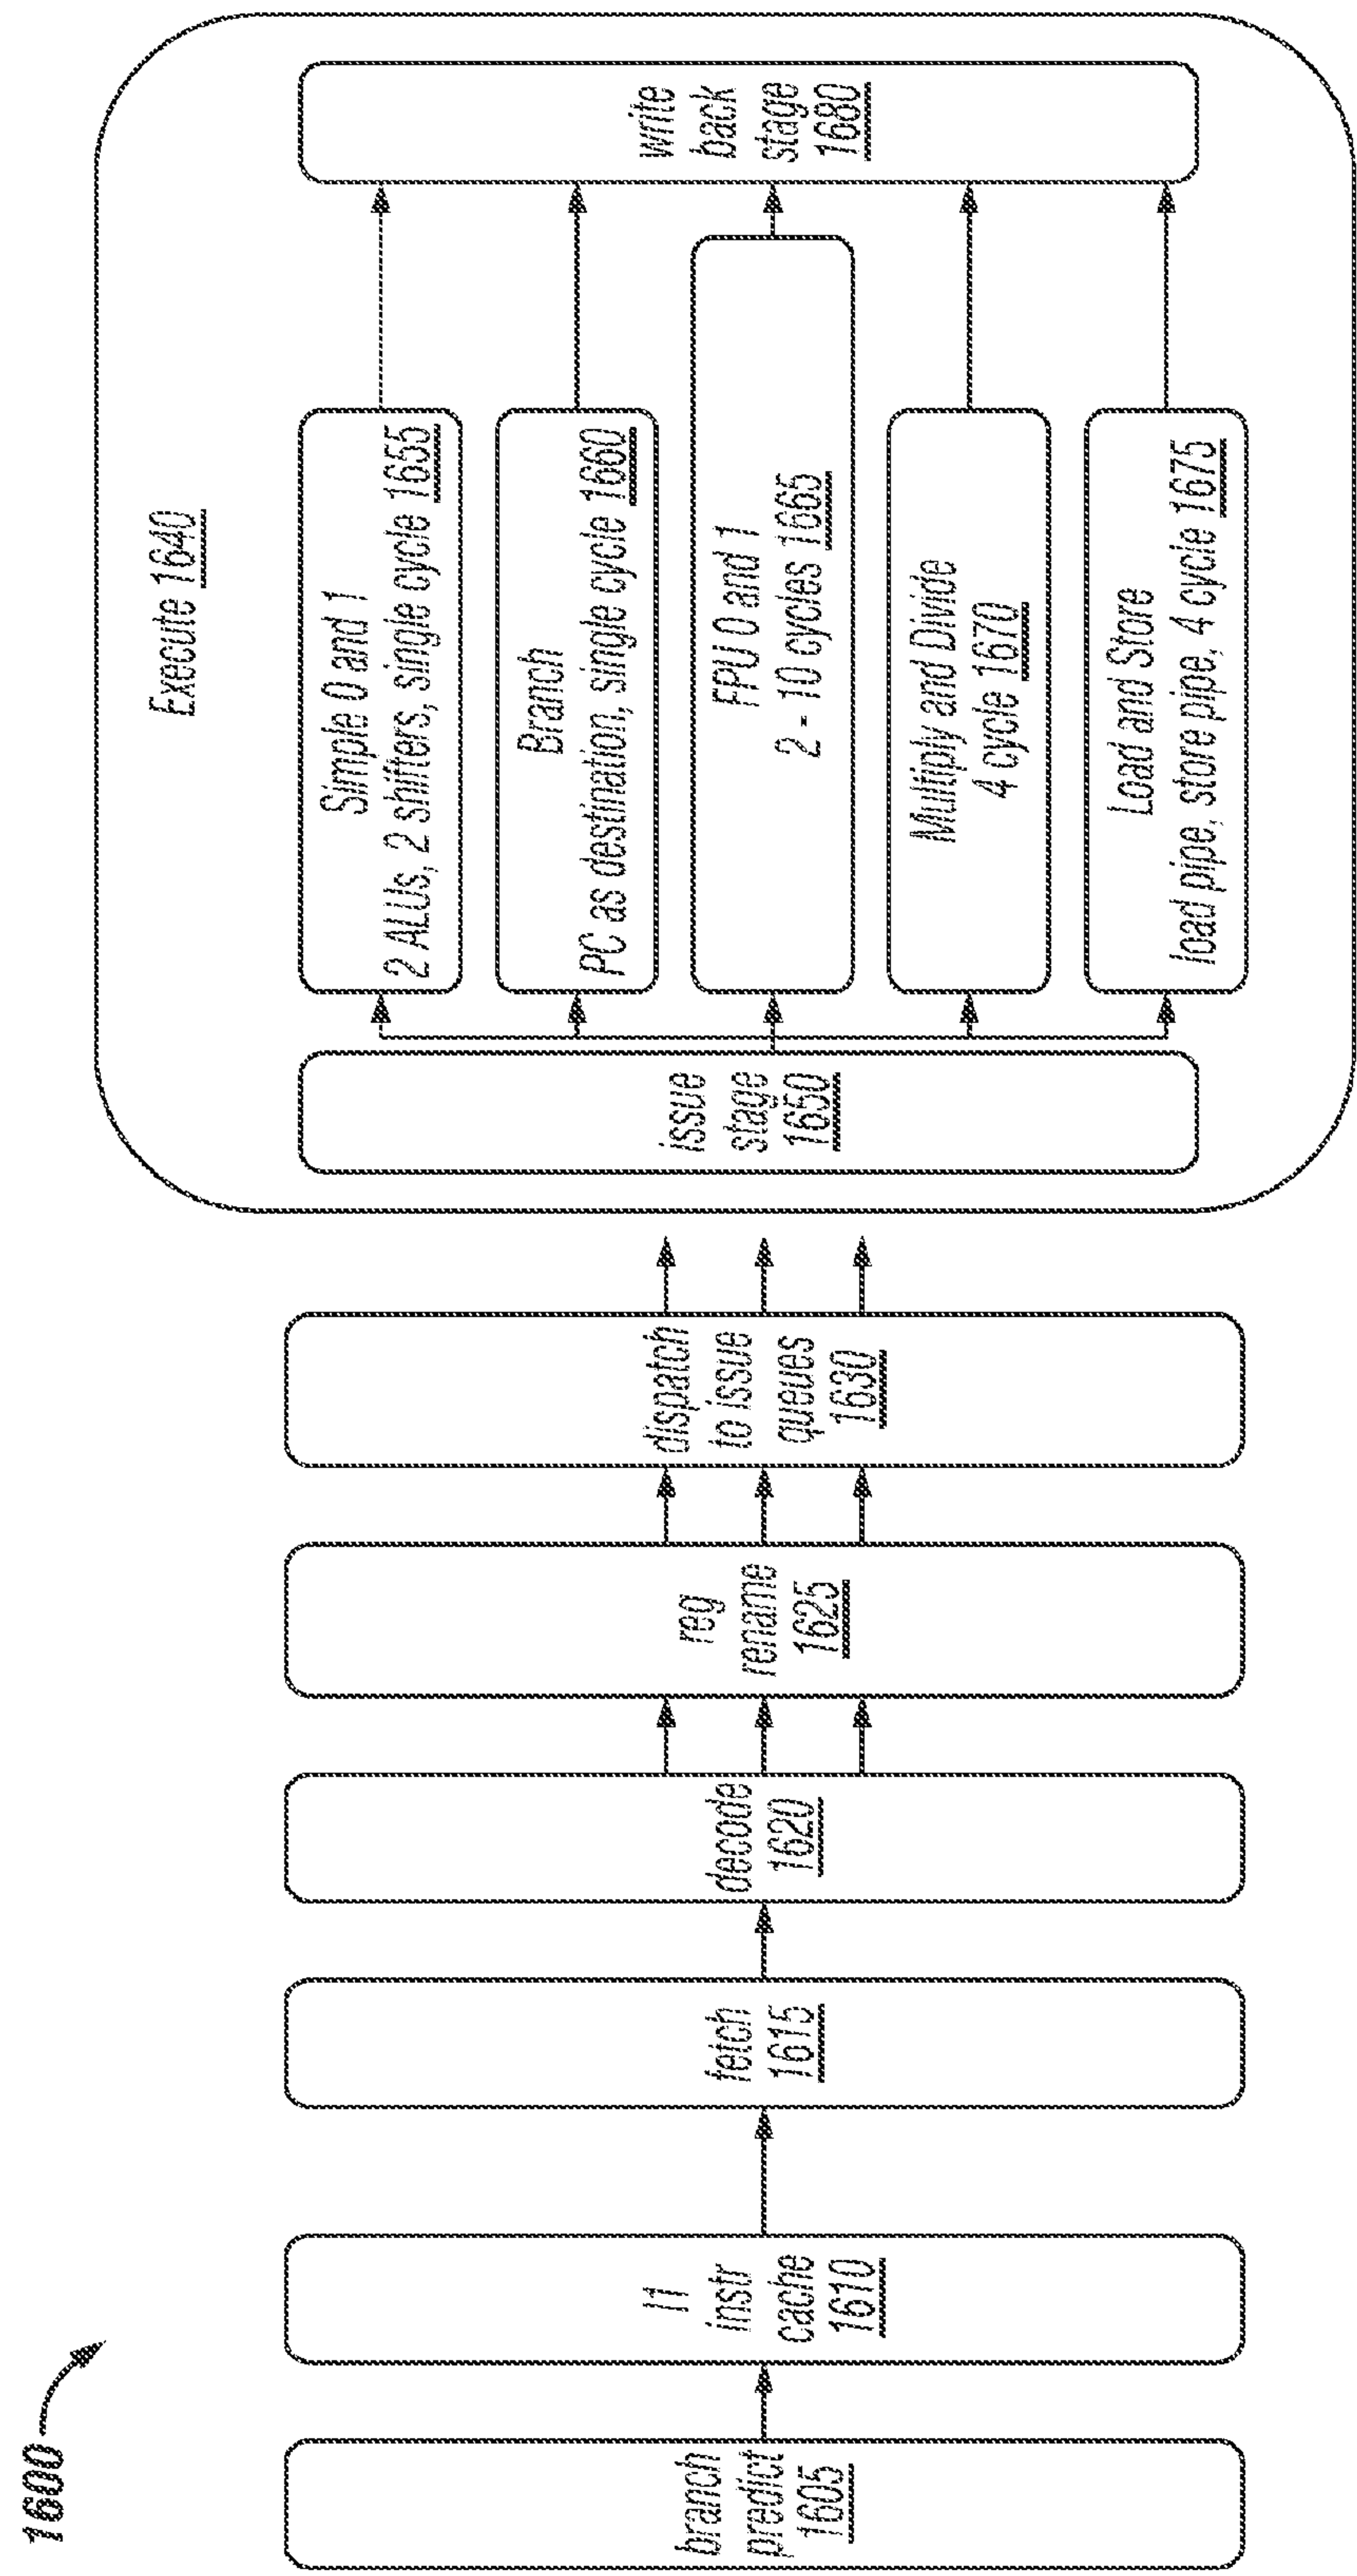 1600
branch
predict
1605
I1
instr
cache
1610
fetch
1615
decode
1620
reg
rename
1625
dispatch
to issue
queues
1630
Execute 1640
issue
stage
1650
Simple 0 and 1
2 ALUs, 2 shifters, single cycle 1655
Branch
PC as destination, single cycle 1660
FPU 0 and 1
2 - 10 cycles 1665
Multiply and Divide
4 cycle 1670
Load and Store
load pipe, store pipe, 4 cycle 1675
write
back
stage
1680